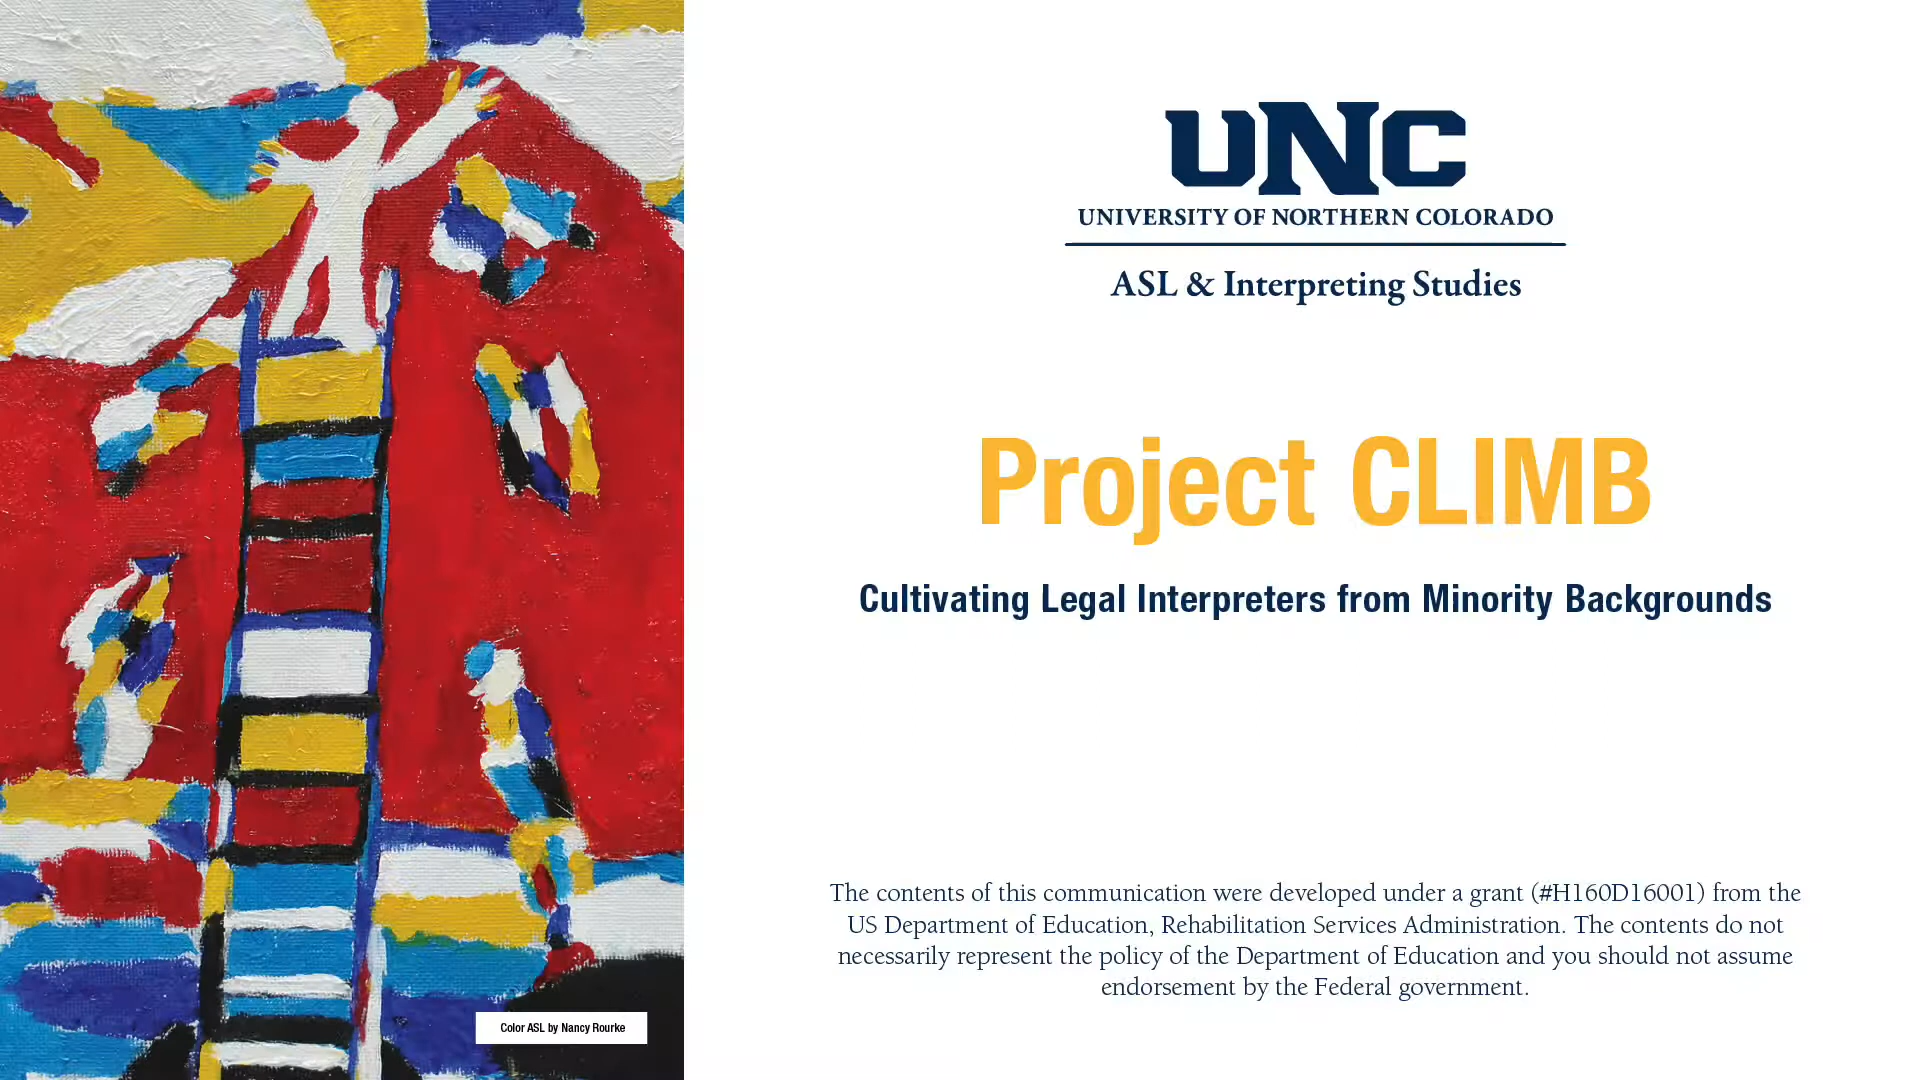 UNC
UNIVERSITY OF NORTHERN COLORADO
ASL & Interpreting Studies
Project CLIMB
Cultivating Legal Interpreters from Minority Backgrounds
The contents of this communication were developed under a grant (#H160D16001) from the
US Department of Education, Rehabilitation Services Administration. The contents do not
necessarily represent the policy of the Department of Education and you should not assume
endorsement by the Federal government.
Color ASL by Nancy Rourke